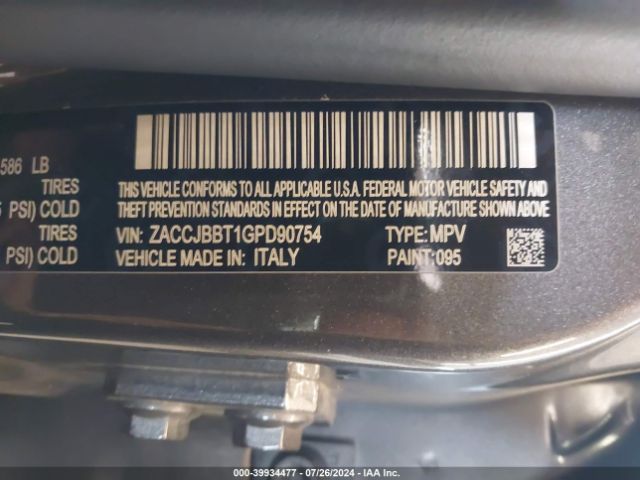 586 LB
TIRES
THIS VEHICLE CONFORMS TO ALL APPLICABLE U.S.A. FEDERAL MOTOR VEHICLE SAFETY AND
PSI) COLD
THEFT PREVENTION STANDARDS IN EFFECT ON THE DATE OF MANUFACTURE SHOWN ABOVE
TIRES
VIN: ZACCJBBT1GPD90754 TYPE: MPV
PSI) COLD
VEHICLE MADE IN: ITALY PAINT: 095
000-39934477 - 07/26/2024 - IAA Inc.